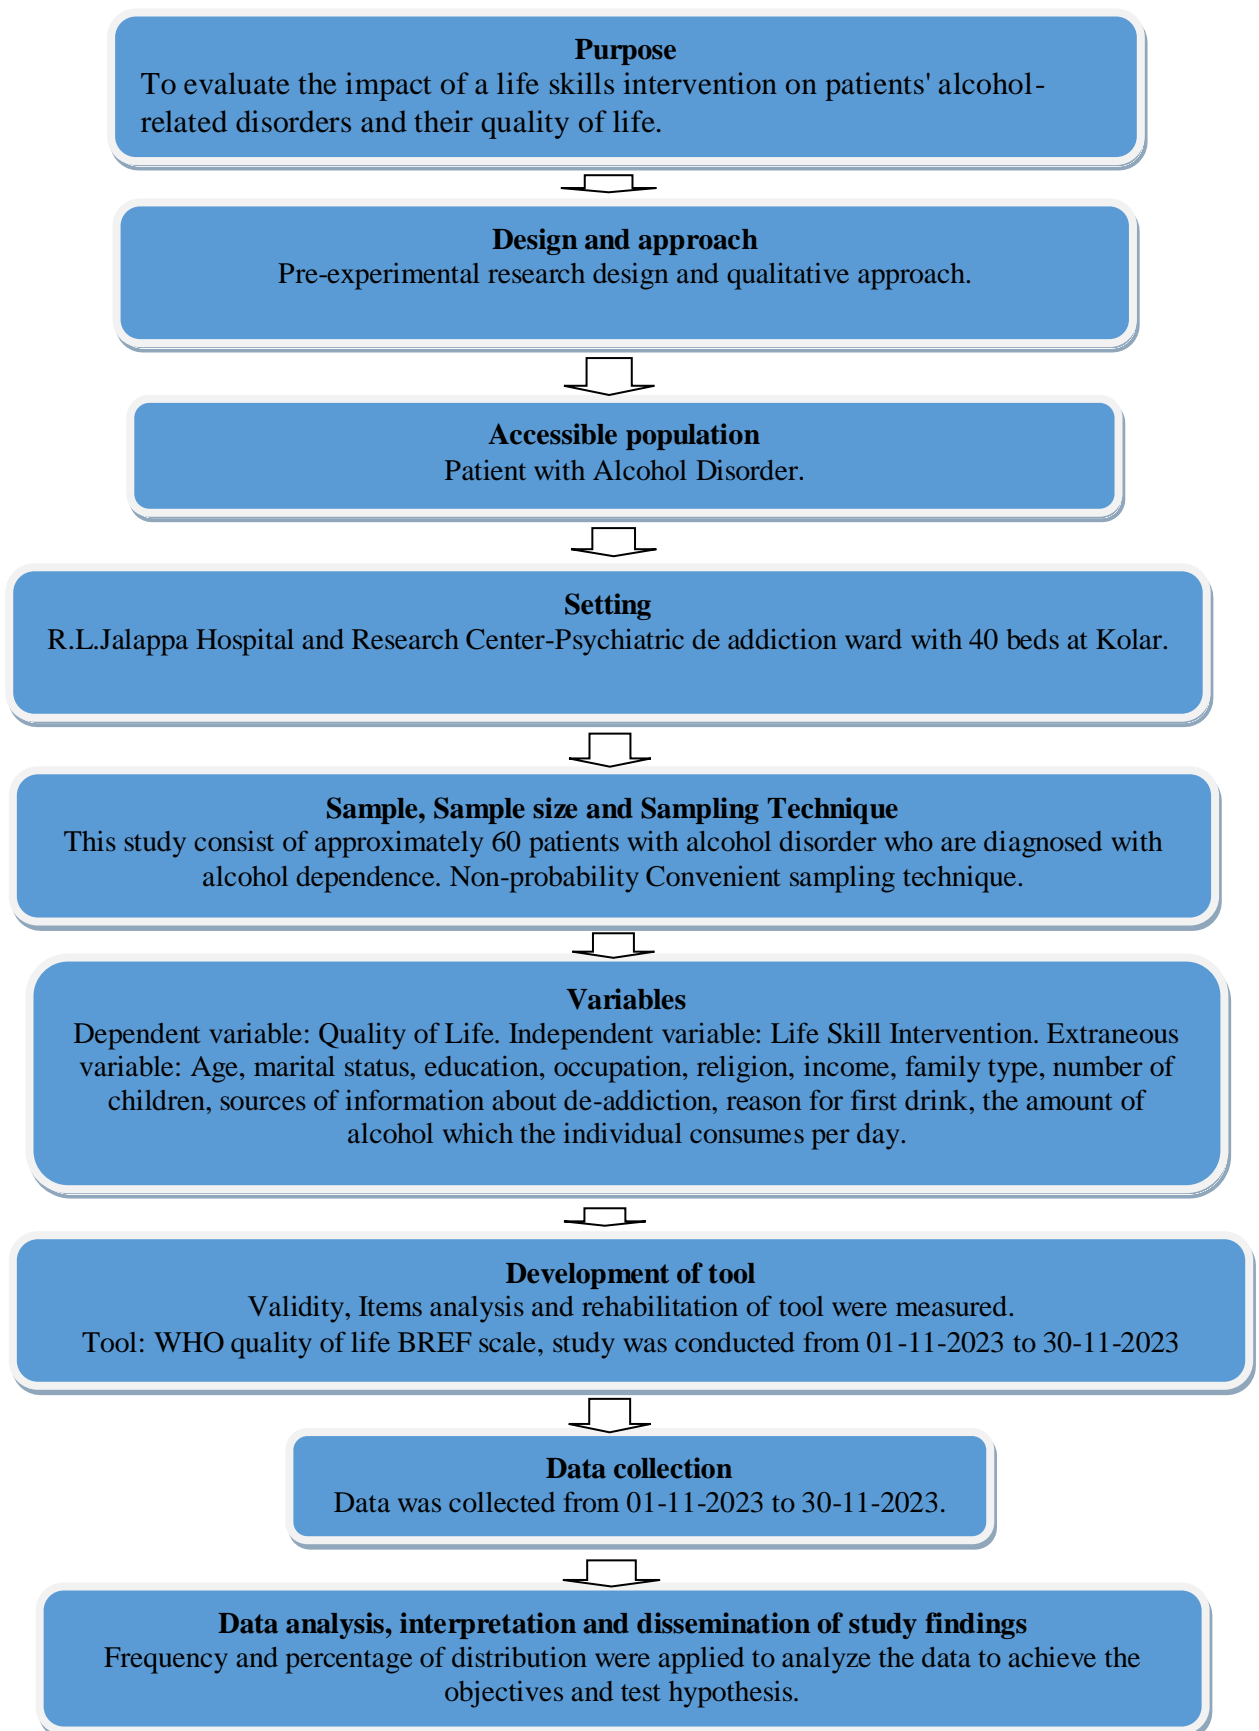 Purpose
To evaluate the impact of a life skills intervention on patients' alcohol-
related disorders and their quality of life.
Design and approach
Pre-experimental research design and qualitative approach.
Accessible population
Patient with Alcohol Disorder.
Setting
R.L.Jalappa Hospital and Research Center-Psychiatric de addiction ward with 40 beds at Kolar.
Sample, Sample size and Sampling Technique
This study consist of approximately 60 patients with alcohol disorder who are diagnosed with
alcohol dependence. Non-probability Convenient sampling technique.
Variables
Dependent variable: Quality of Life. Independent variable: Life Skill Intervention. Extraneous
variable: Age, marital status, education, occupation, religion, income, family type, number of
children, sources of information about de-addiction, reason for first drink, the amount of
alcohol which the individual consumes per day.
Development of tool
Validity, Items analysis and rehabilitation of tool were measured.
Tool: WHO quality of life BREF scale, study was conducted from 01-11-2023 to 30-11-2023
Data collection
Data was collected from 01-11-2023 to 30-11-2023.
Data analysis, interpretation and dissemination of study findings
Frequency and percentage of distribution were applied to analyze the data to achieve the
objectives and test hypothesis.